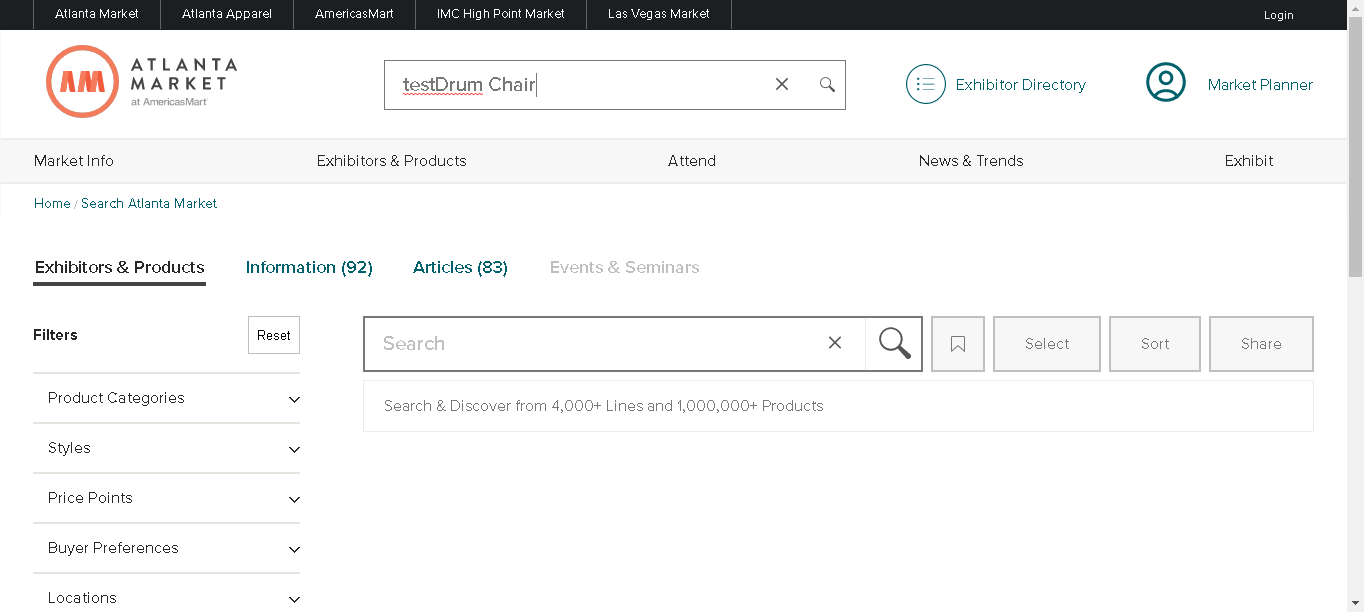 Atlanta Market Atlanta Apparel AmericasMart IMC High Point Market Las Vegas Market Login
AM ATLANTA MARKET at AmericasMart
testDrum Chair
Exhibitor Directory
Market Planner
Market Info Exhibitors & Products Attend News & Trends Exhibit
Home / Search Atlanta Market
Exhibitors & Products Information (92) Articles (83) Events & Seminars
Filters Reset
Search Select Sort Share
Product Categories
Search & Discover from 4,000+ Lines and 1,000,000+ Products
Styles
Price Points
Buyer Preferences
Locations